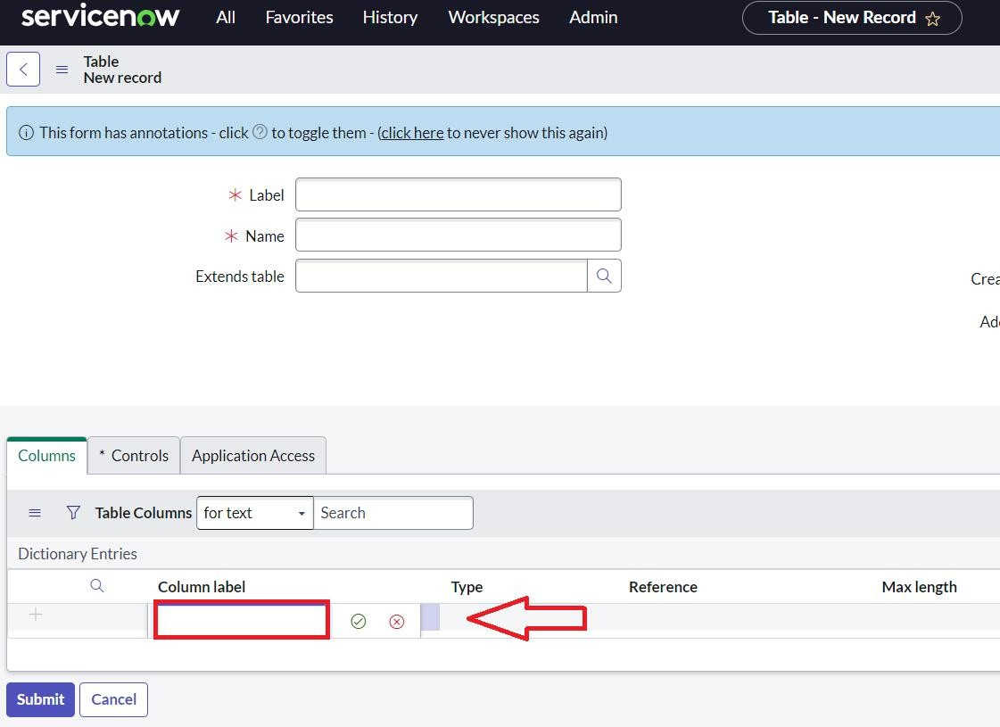 servicenow All Favorites History Workspaces Admin Table - New Record
Table
New record
This form has annotations - click ? to toggle them - (click here to never show this again)
* Label
* Name
Extends table
Crea
Add
Columns * Controls Application Access
Table Columns for text Search
Dictionary Entries
Column label Type Reference Max length
Submit Cancel